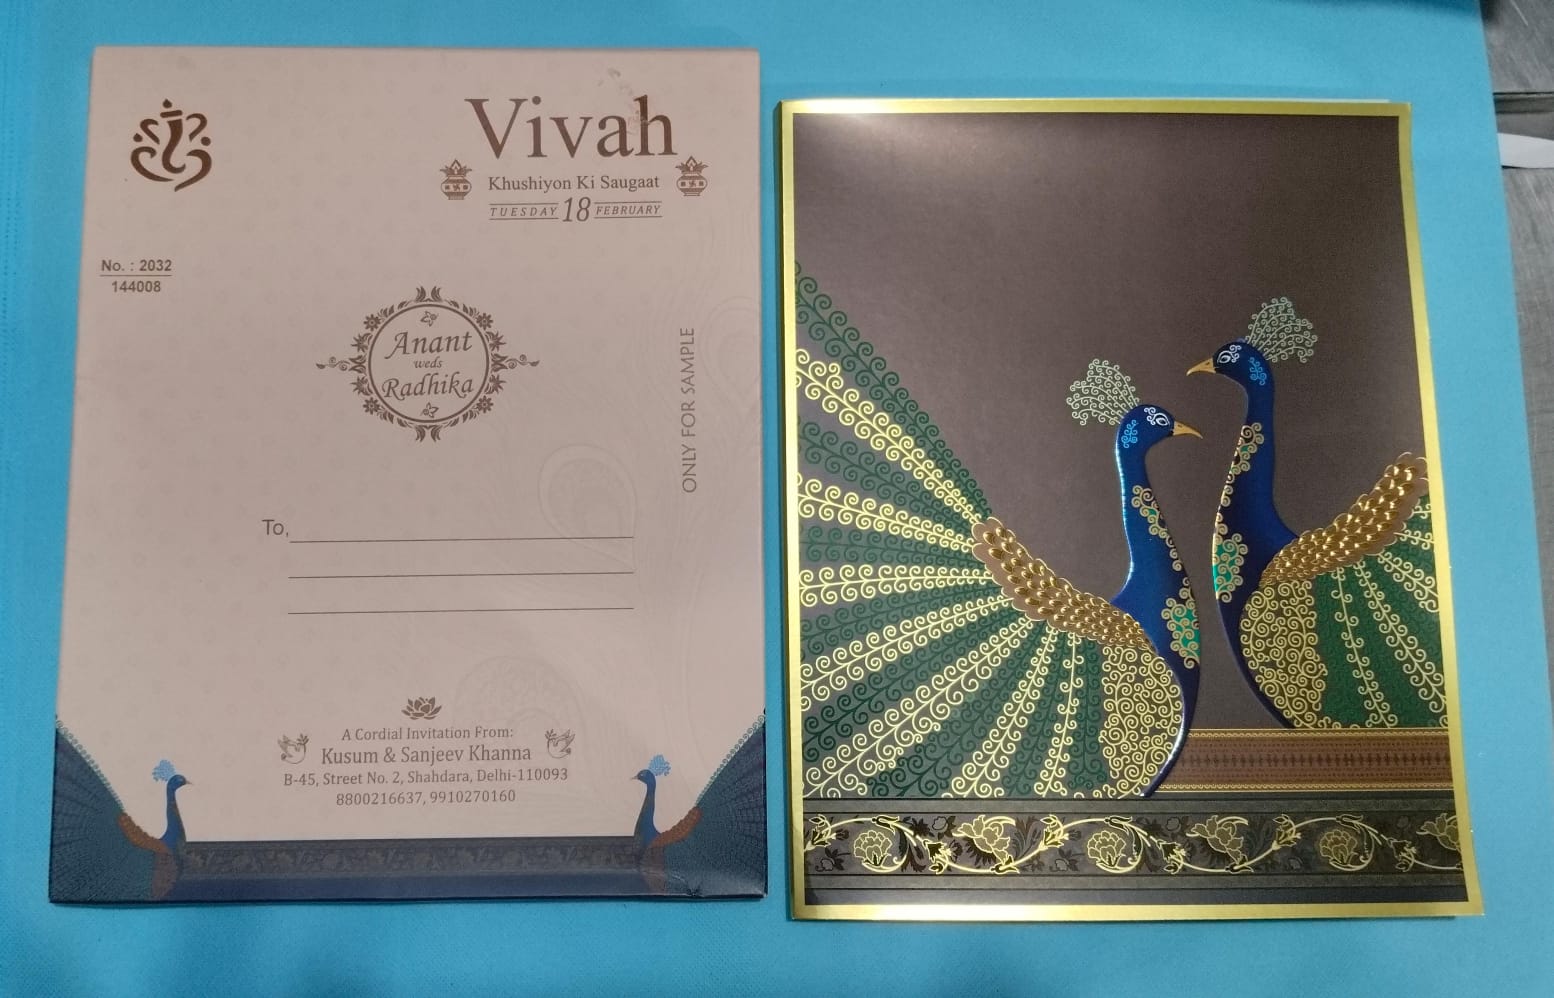 Vivah
Khushiyon Ki Saugaat
TUESDAY 18 FEBRUARY
No. : 2032
144008
Anant
weds
Radhika
ONLY FOR SAMPLE
To,
A Cordial Invitation From:
Kusum & Sanjeev Khanna
B-45, Street No. 2, Shahdara, Delhi-110093
8800216637, 9910270160